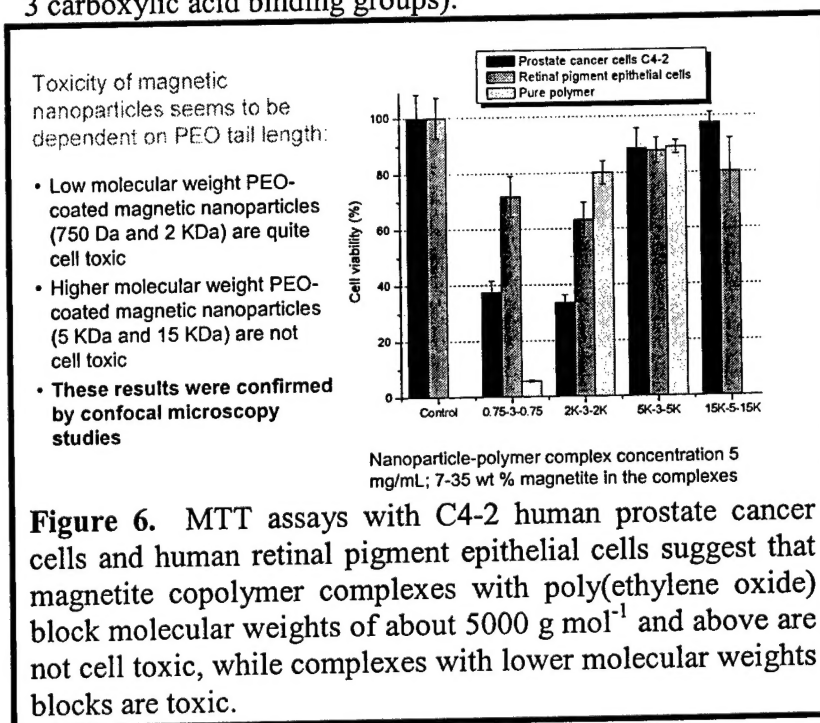 3 carboxylic acid binding groups).
Toxicity of magnetic
nanoparticles seems to be
dependent on PEO tail length:
• Low molecular weight PEO-
coated magnetic nanoparticles
(750 Da and 2 KDa) are quite
cell toxic
• Higher molecular weight PEO-
coated magnetic nanoparticles
(5 KDa and 15 KDa) are not
cell toxic
• These results were confirmed
by confocal microscopy
studies
Prostate cancer cells C4-2
Retinal pigment epithelial cells
Pure polymer
Cell viability (%)
100
80
60
40
20
0
Control 0.75-3-0.75 2K-3-2K 5K-3-5K 15K-5-15K
Nanoparticle-polymer complex concentration 5
mg/mL; 7-35 wt % magnetite in the complexes
Figure 6. MTT assays with C4-2 human prostate cancer
cells and human retinal pigment epithelial cells suggest that
magnetite copolymer complexes with poly(ethylene oxide)
block molecular weights of about 5000 g mol⁻¹ and above are
not cell toxic, while complexes with lower molecular weights
blocks are toxic.